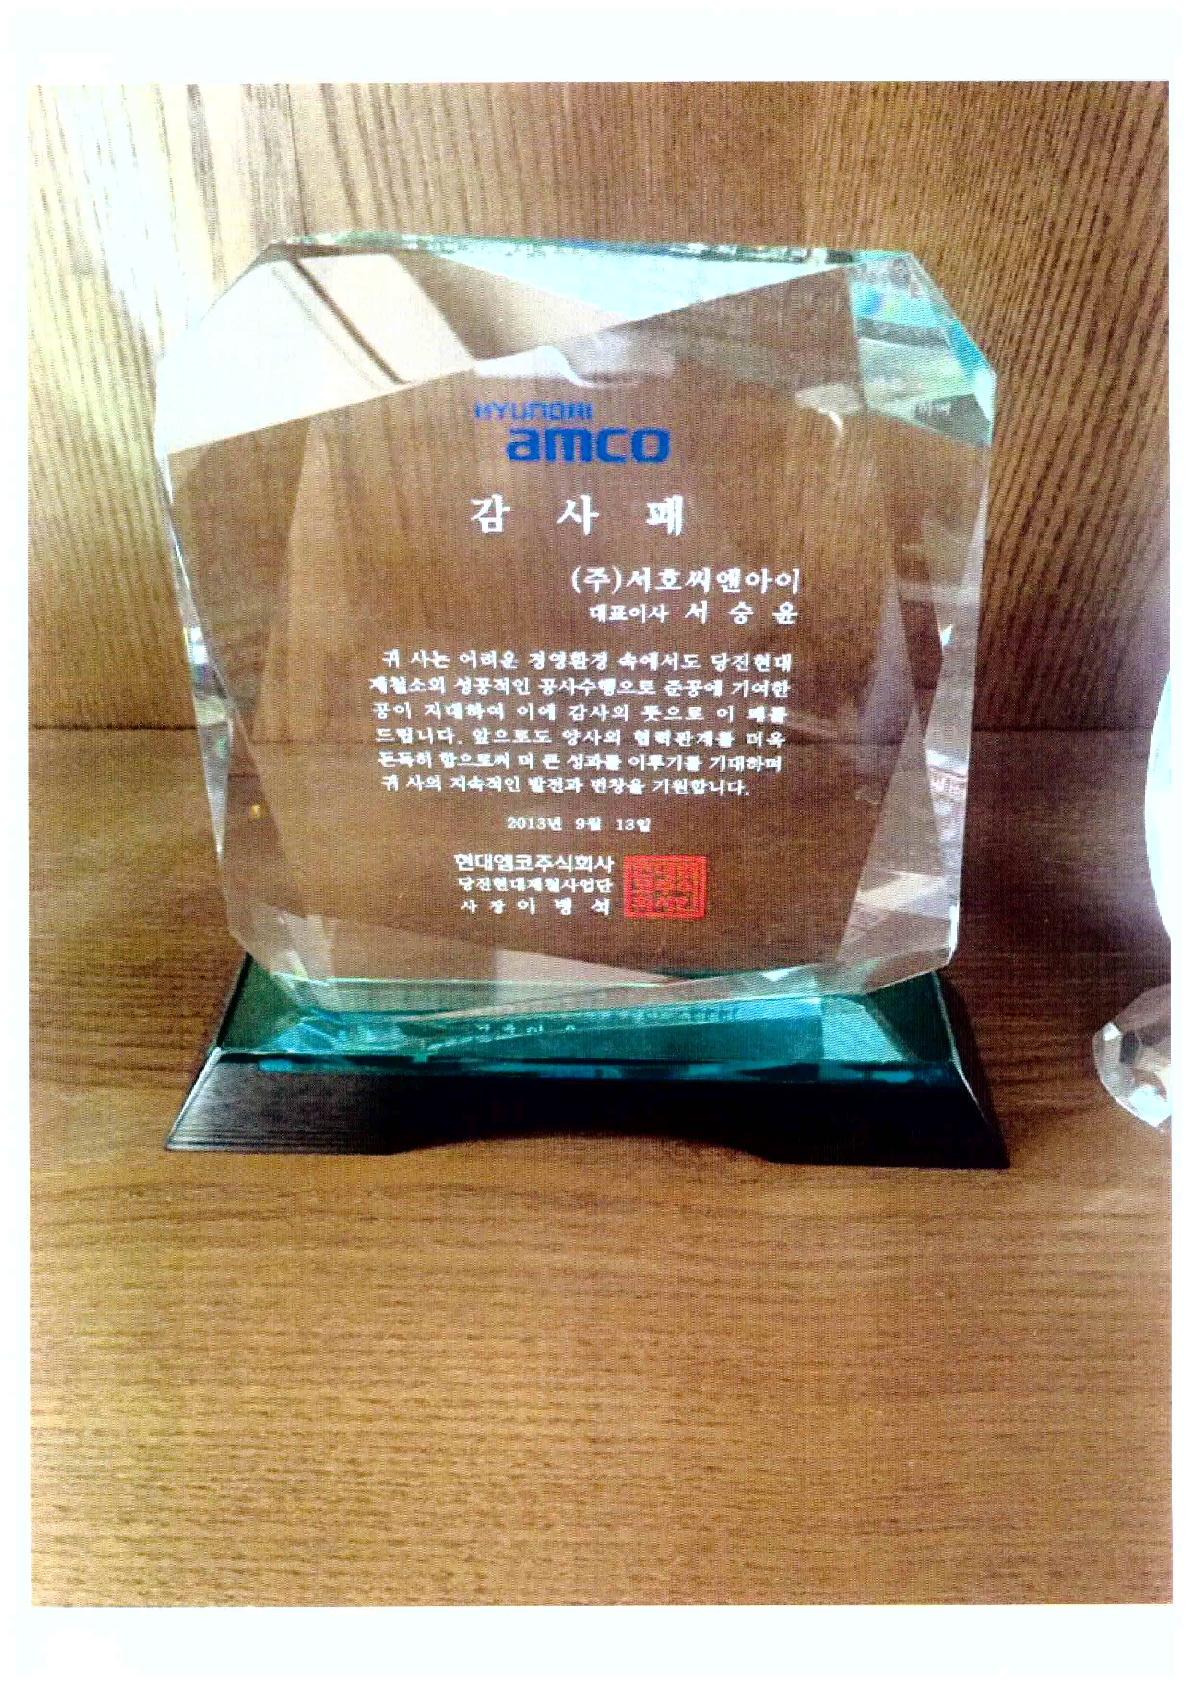 HYUNDAI
amco
감 사 패
(주)서호씨앤아이
대표이사 서 승 윤
귀 사는 어려운 경영환경 속에서도 당진현대
제철소의 성공적인 공사수행으로 준공에 기여한
공이 지대하여 이에 감사의 뜻으로 이 패를
드립니다. 앞으로도 양사의 협력관계를 더욱
돈독히 함으로써 더 큰 성과를 이루기를 기대하며
귀 사의 지속적인 발전과 번창을 기원합니다.
2013년 9월 13일
현대엠코주식회사
당진현대제철사업단
사 장 이 병 석